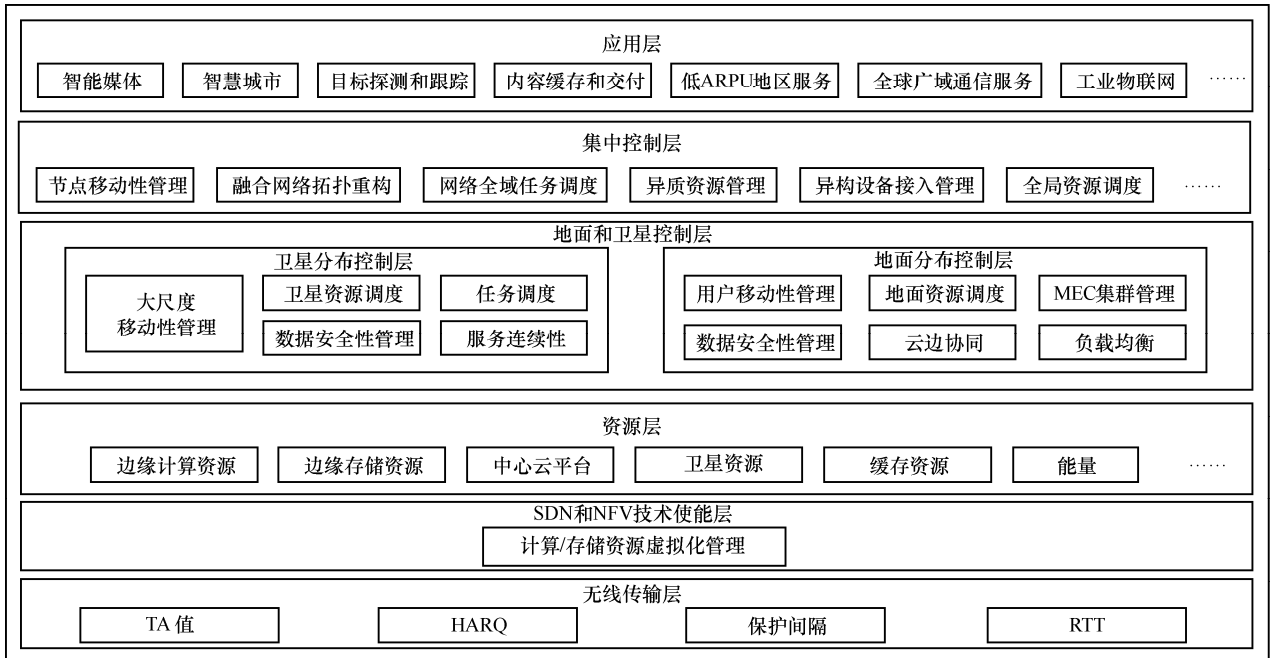 应用层
智能媒体
智慧城市
目标探测和跟踪
内容缓存和交付
低ARPU地区服务
全球广域通信服务
工业物联网
……
集中控制层
节点移动性管理
融合网络拓扑重构
网络全域任务调度
异质资源管理
异构设备接入管理
全局资源调度
……
地面和卫星控制层
卫星分布控制层
大尺度
移动性管理
卫星资源调度
任务调度
数据安全性管理
服务连续性
地面分布控制层
用户移动性管理
地面资源调度
MEC集群管理
数据安全性管理
云边协同
负载均衡
资源层
边缘计算资源
边缘存储资源
中心云平台
卫星资源
缓存资源
能量
……
SDN和NFV技术使能层
计算/存储资源虚拟化管理
无线传输层
TA 值
HARQ
保护间隔
RTT